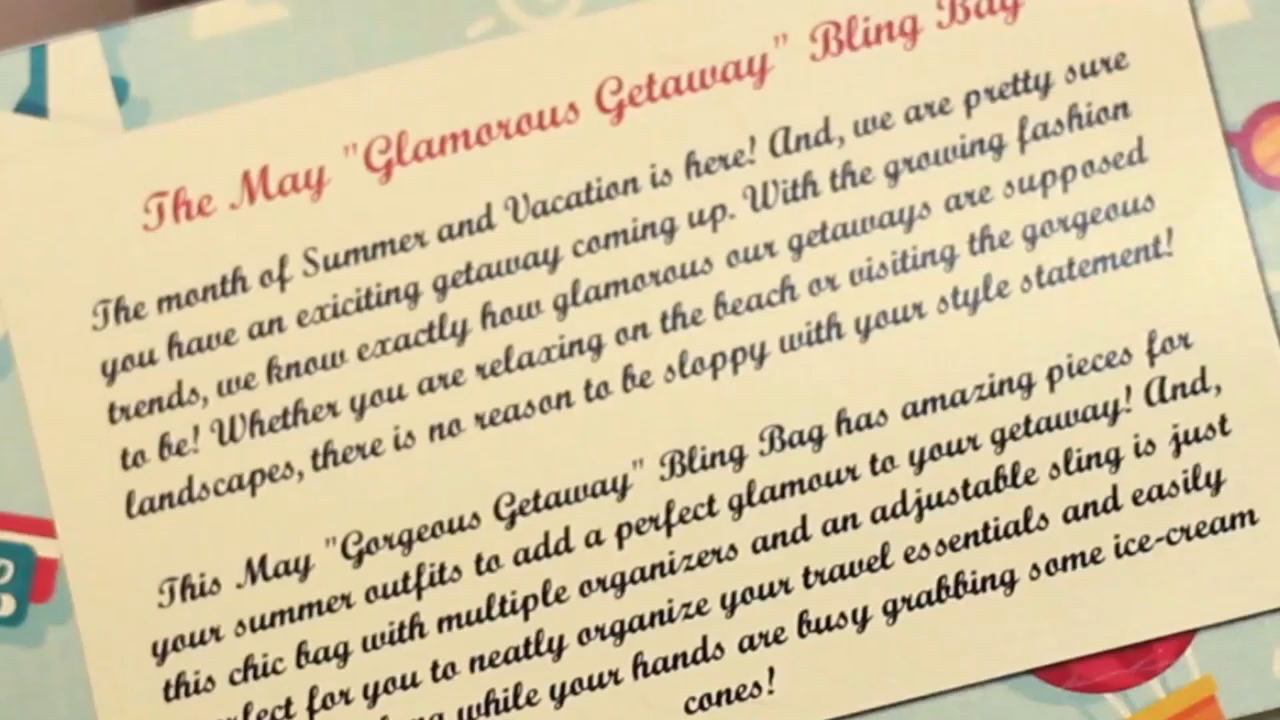 The May "Glamorous Getaway" Bling Bag
The month of Summer and Vacation is here! And, we are pretty sure
you have an exiciting getaway coming up. With the growing fashion
trends, we know exactly how glamorous our getaways are supposed
to be! Whether you are relaxing on the beach or visiting the gorgeous
landscapes, there is no reason to be sloppy with your style statement!
This May "Gorgeous Getaway" Bling Bag has amazing pieces for
your summer outfits to add a perfect glamour to your getaway! And,
this chic bag with multiple organizers and an adjustable sling is just
for you to neatly organize your travel essentials and easily
while your hands are busy grabbing some ice-cream
cones!